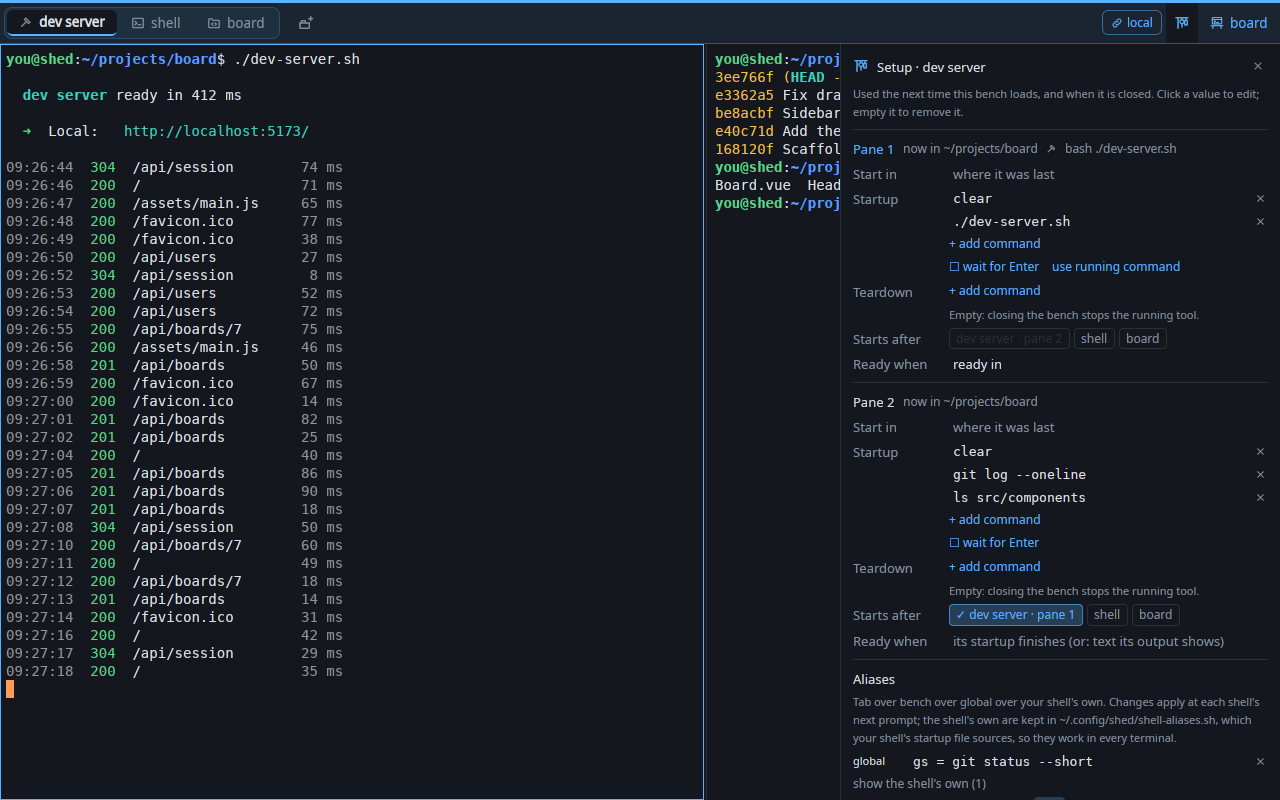 dev server
shell
board
local
board
you@shed:~/projects/board$ ./dev-server.sh
dev server ready in 412 ms
➜ Local: http://localhost:5173/
09:26:44 304 /api/session 74 ms
09:26:46 200 / 71 ms
09:26:47 200 /assets/main.js 65 ms
09:26:48 200 /favicon.ico 77 ms
09:26:49 200 /favicon.ico 38 ms
09:26:50 200 /api/users 27 ms
09:26:52 304 /api/session 8 ms
09:26:53 200 /api/users 52 ms
09:26:54 200 /api/users 72 ms
09:26:55 200 /api/boards/7 75 ms
09:26:56 200 /assets/main.js 46 ms
09:26:58 201 /api/boards 50 ms
09:26:59 200 /favicon.ico 67 ms
09:27:00 200 /favicon.ico 14 ms
09:27:01 201 /api/boards 82 ms
09:27:02 201 /api/boards 25 ms
09:27:04 200 / 40 ms
09:27:05 201 /api/boards 86 ms
09:27:06 201 /api/boards 90 ms
09:27:07 201 /api/boards 18 ms
09:27:08 304 /api/session 50 ms
09:27:10 200 /api/boards/7 60 ms
09:27:11 200 / 49 ms
09:27:12 200 /api/boards/7 18 ms
09:27:13 201 /api/boards 14 ms
09:27:14 200 /favicon.ico 31 ms
09:27:16 200 / 42 ms
09:27:17 304 /api/session 29 ms
09:27:18 200 / 35 ms
you@shed:~/proj
3ee766f (HEAD -
e3362a5 Fix dra
be8acbf Sidebar
e40c71d Add the
168120f Scaffol
you@shed:~/proj
Board.vue Head
you@shed:~/proj
Setup · dev server
Used the next time this bench loads, and when it is closed. Click a value to edit;
empty it to remove it.
Pane 1 now in ~/projects/board bash ./dev-server.sh
Start in where it was last
Startup clear
./dev-server.sh
+ add command
wait for Enter use running command
Teardown + add command
Empty: closing the bench stops the running tool.
Starts after dev server · pane 2 shell board
Ready when ready in
Pane 2 now in ~/projects/board
Start in where it was last
Startup clear
git log --oneline
ls src/components
+ add command
wait for Enter
Teardown + add command
Empty: closing the bench stops the running tool.
Starts after ✓ dev server · pane 1 shell board
Ready when its startup finishes (or: text its output shows)
Aliases
Tab over bench over global over your shell's own. Changes apply at each shell's
next prompt; the shell's own are kept in ~/.config/shed/shell-aliases.sh, which
your shell's startup file sources, so they work in every terminal.
global gs = git status --short
show the shell's own (1)